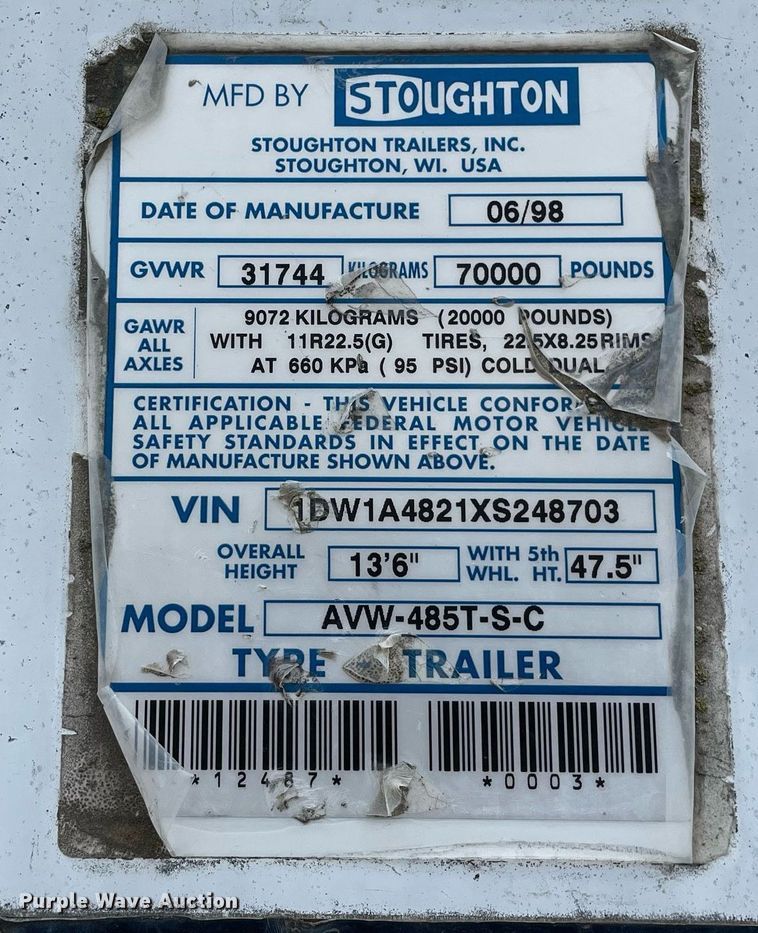 MFD BY STOUGHTON
STOUGHTON TRAILERS, INC.
STOUGHTON, WI. USA
DATE OF MANUFACTURE 06/98
GVWR 31744 KILOGRAMS 70000 POUNDS
GAWR ALL AXLES
9072 KILOGRAMS (20000 POUNDS)
WITH 11R22.5(G) TIRES, 22.5X8.25RIMS
AT 660 KPa ( 95 PSI) COLD DUAL
CERTIFICATION - THIS VEHICLE
ALL APPLICABLE FEDERAL MOTOR VEHICLE
SAFETY STANDARDS IN EFFECT ON THE DATE
OF MANUFACTURE SHOWN ABOVE.
VIN 1DW1A4821XS248703
OVERALL HEIGHT 13'6" WITH 5th WHL. HT. 47.5"
MODEL AVW-485T-S-C
TYPE TRAILER
*12487* *0003*
Purple Wave Auction